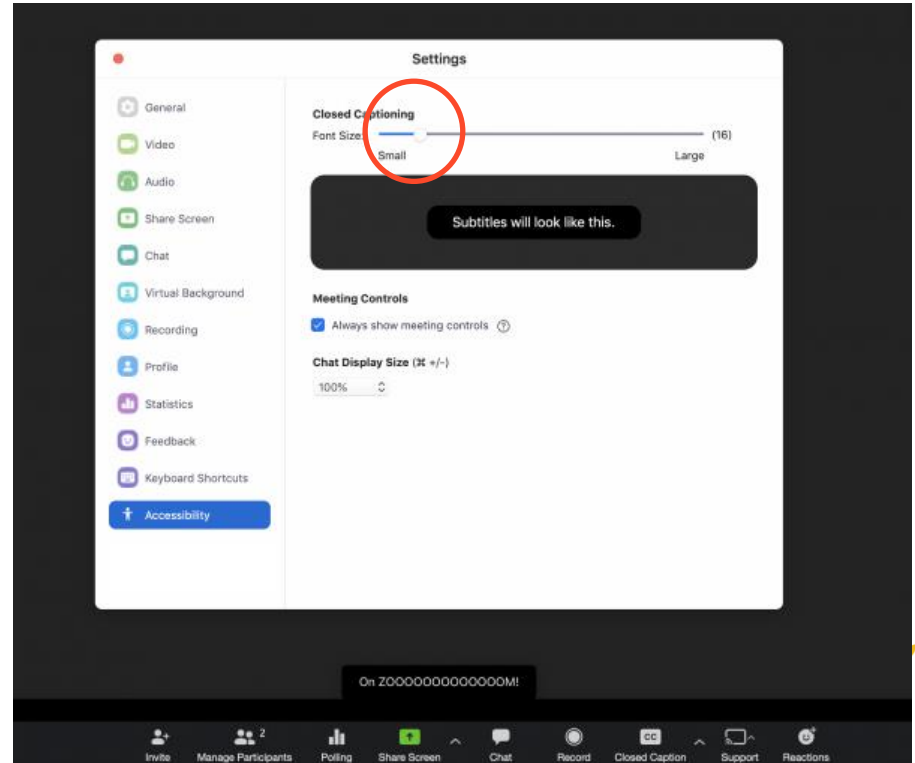 Settings
General
Video
Audio
Share Screen
Chat
Virtual Background
Recording
Profile
Statistics
Feedback
Keyboard Shortcuts
Accessibility
Closed Captioning
Font Size: (16)
Small Large
Subtitles will look like this.
Meeting Controls
Always show meeting controls ?
Chat Display Size (⌘ +/-)
100%
On ZOOOOOOOOOOOOOM!
2
CC
Invite Manage Participants Polling Share Screen Chat Record Closed Caption Support Reactions